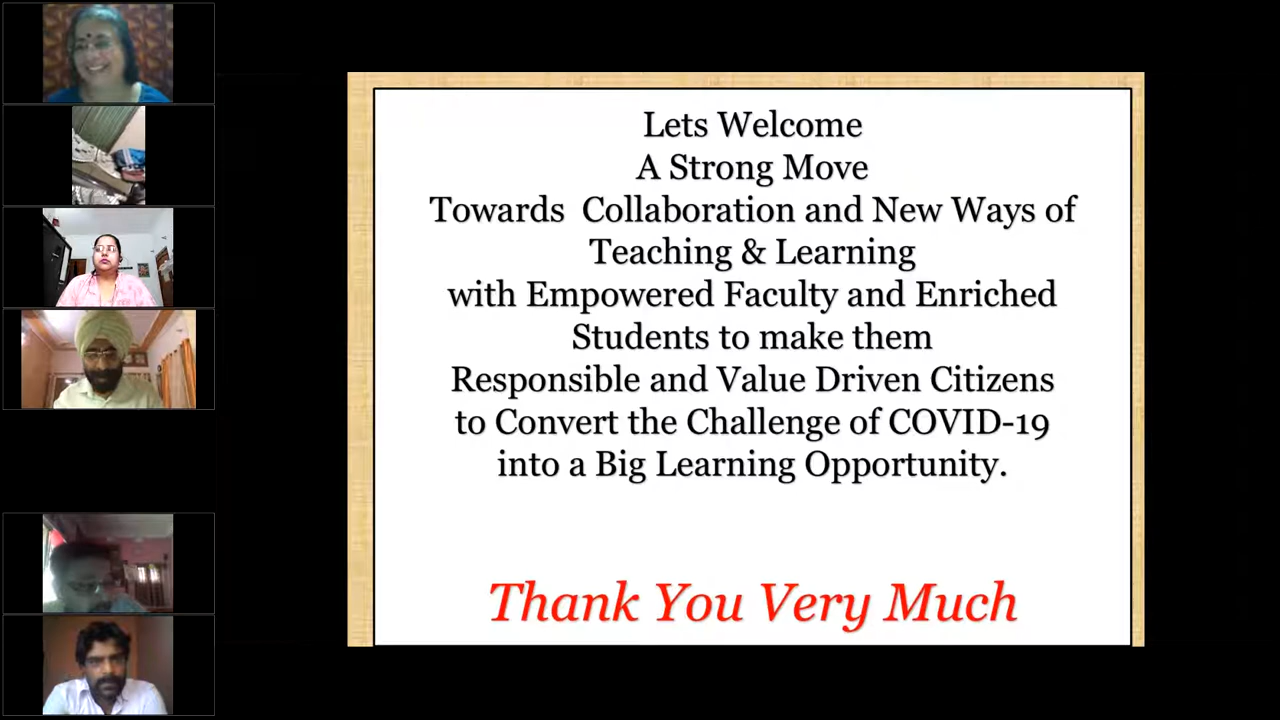 Lets Welcome
A Strong Move
Towards  Collaboration and New Ways of
Teaching & Learning
with Empowered Faculty and Enriched
Students to make them
Responsible and Value Driven Citizens
to Convert the Challenge of COVID-19
into a Big Learning Opportunity.
Thank You Very Much